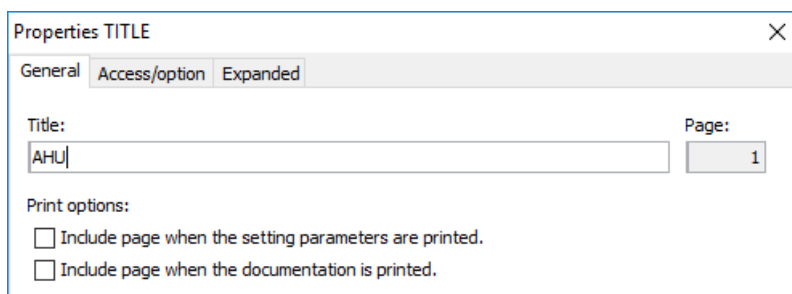 Properties TITLE
General Access/option Expanded
Title: Page:
AHU 1
Print options:
Include page when the setting parameters are printed.
Include page when the documentation is printed.